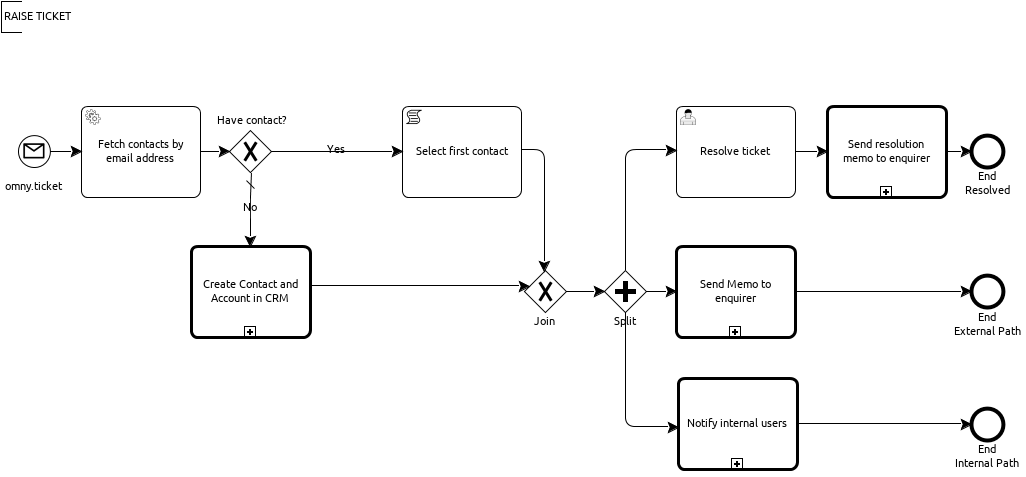 RAISE TICKET
Have contact?
Fetch contacts by
email address
Yes
Select first contact
Resolve ticket
Send resolution
memo to enquirer
End
Resolved
omny.ticket
No
Create Contact and
Account in CRM
Join
Split
Send Memo to
enquirer
End
External Path
Notify internal users
End
Internal Path